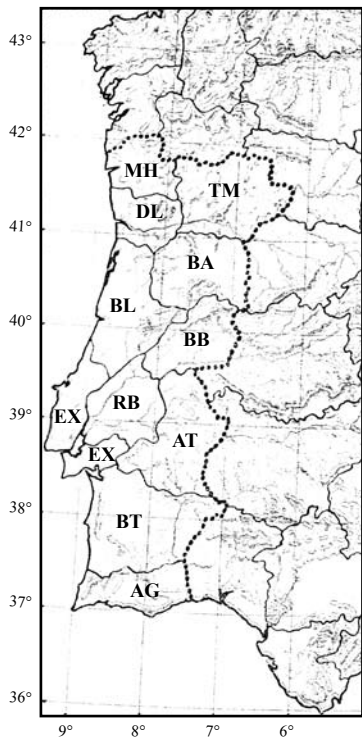 43°
42°
MH
TM
DL
41°
BA
BL
40°
BB
RB
EX
39°
AT
EX
38°
BT
AG
37°
36°
9° 8° 7° 6°